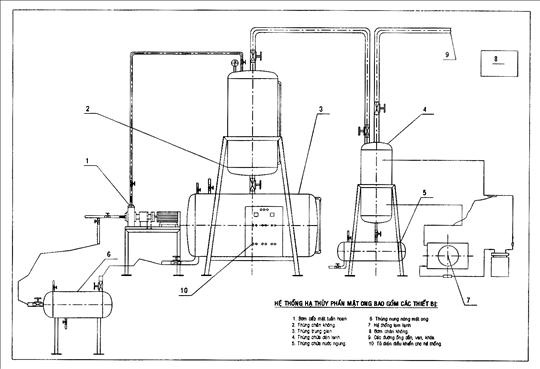 9
8
2
3
4
1
5
6
10
7
HỆ THỐNG HẠ THỦY PHẦN MẬT ONG BAO GỒM CÁC THIẾT BỊ:
1 Bơm cấp mật tuần hoàn
2 Thùng chân không
3 Thùng trung gian
4 Thùng chứa dàn lạnh
5 Thùng chứa nước ngưng
6 Thùng nung nóng mật ong
7 Hệ thống làm lạnh
8 Bơm chân không
9 Các đường ống dẫn, van, khóa
10 Tủ điện điều khiển cho hệ thống